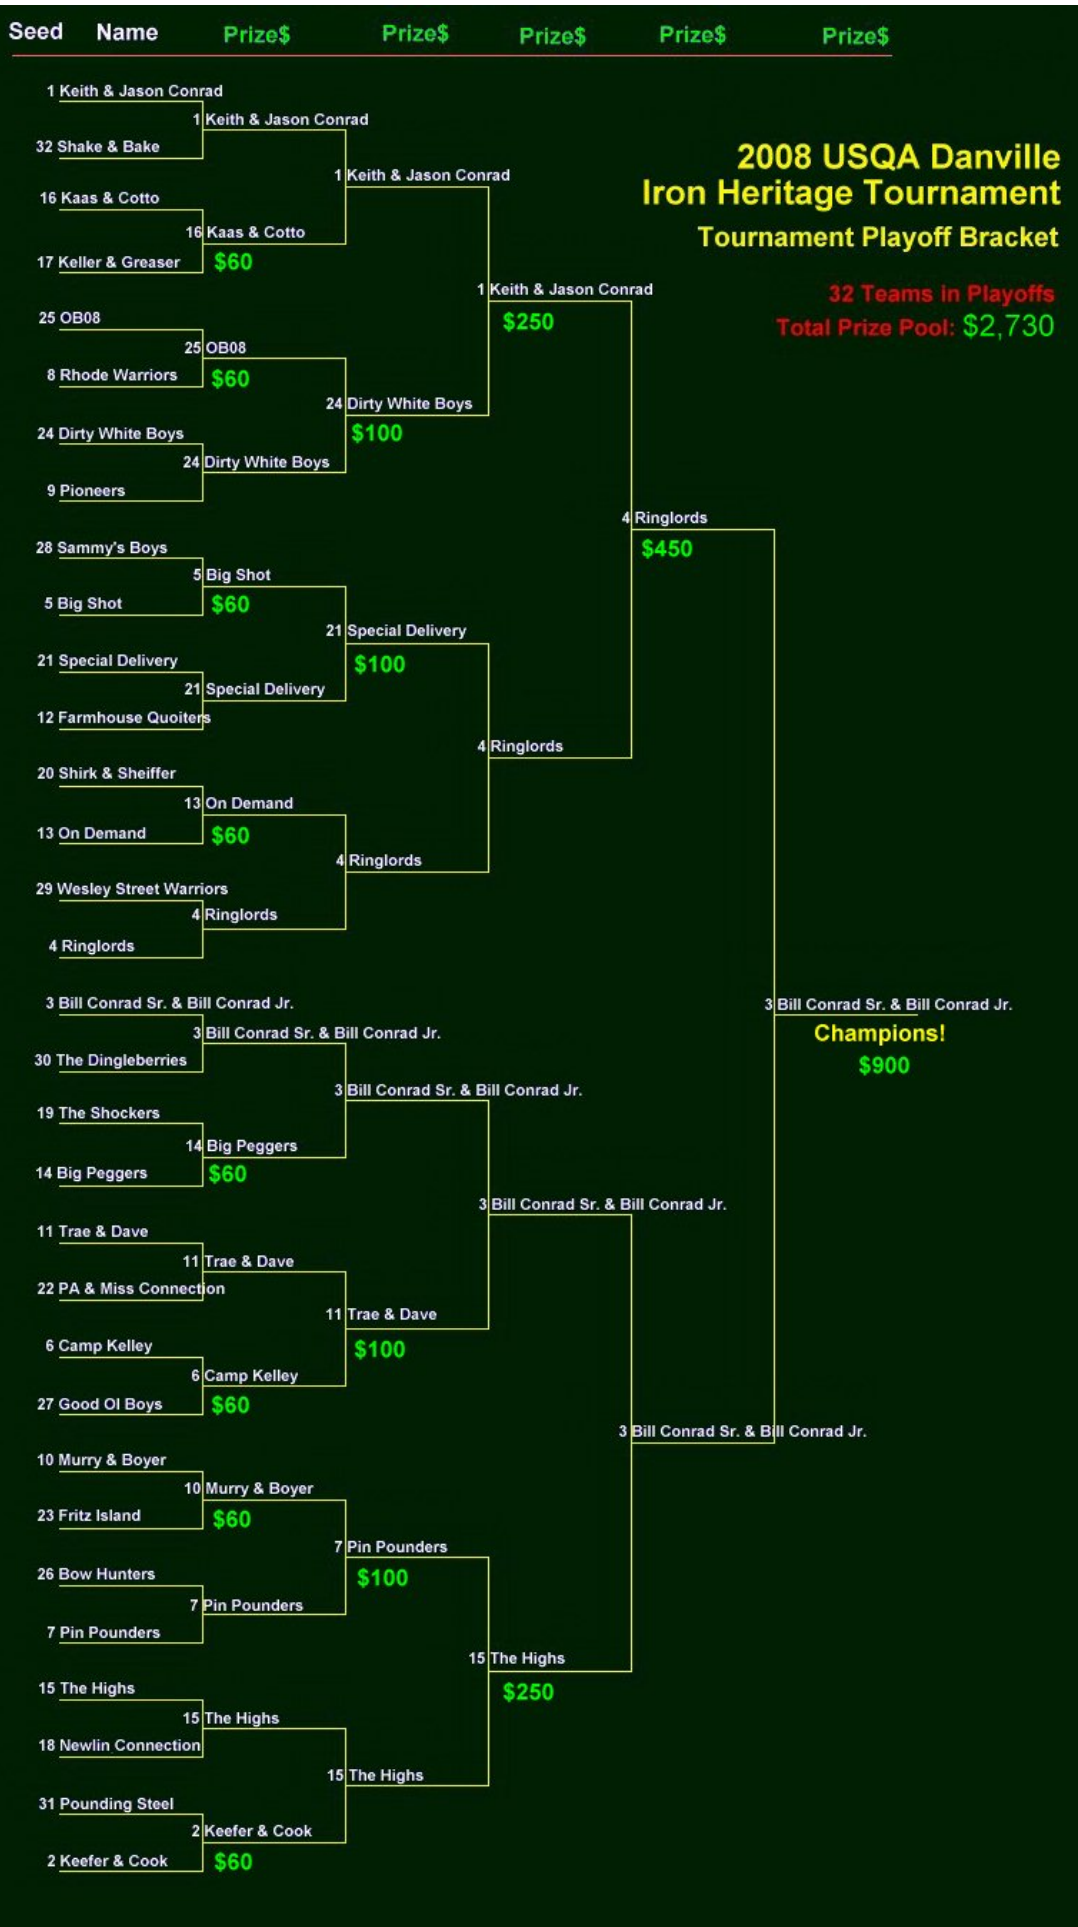 Seed Name Prize$ Prize$ Prize$ Prize$ Prize$
1 Keith & Jason Conrad
1 Keith & Jason Conrad
32 Shake & Bake
2008 USQA Danville
1 Keith & Jason Conrad
Iron Heritage Tournament
16 Kaas & Cotto
16 Kaas & Cotto
Tournament Playoff Bracket
17 Keller & Greaser
$60
1 Keith & Jason Conrad
32 Teams in Playoffs
25 OB08
$250
Total Prize Pool: $2,730
25 OB08
8 Rhode Warriors
$60
24 Dirty White Boys
24 Dirty White Boys
$100
24 Dirty White Boys
9 Pioneers
4 Ringlords
28 Sammy's Boys
$450
5 Big Shot
5 Big Shot
$60
21 Special Delivery
21 Special Delivery
$100
21 Special Delivery
12 Farmhouse Quoiters
4 Ringlords
20 Shirk & Sheiffer
13 On Demand
13 On Demand
$60
4 Ringlords
29 Wesley Street Warriors
4 Ringlords
4 Ringlords
3 Bill Conrad Sr. & Bill Conrad Jr.
3 Bill Conrad Sr. & Bill Conrad Jr.
3 Bill Conrad Sr. & Bill Conrad Jr.
Champions!
30 The Dingleberries
$900
3 Bill Conrad Sr. & Bill Conrad Jr.
19 The Shockers
14 Big Peggers
14 Big Peggers
$60
3 Bill Conrad Sr. & Bill Conrad Jr.
11 Trae & Dave
11 Trae & Dave
22 PA & Miss Connection
11 Trae & Dave
6 Camp Kelley
$100
6 Camp Kelley
27 Good Ol Boys
$60
3 Bill Conrad Sr. & Bill Conrad Jr.
10 Murry & Boyer
10 Murry & Boyer
23 Fritz Island
$60
7 Pin Pounders
26 Bow Hunters
$100
7 Pin Pounders
7 Pin Pounders
15 The Highs
15 The Highs
$250
15 The Highs
18 Newlin Connection
15 The Highs
31 Pounding Steel
2 Keefer & Cook
2 Keefer & Cook
$60